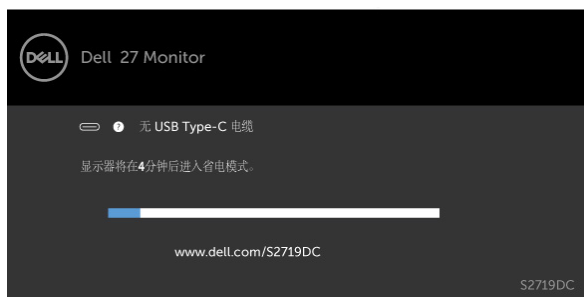 DELL
Dell 27 Monitor
? 无 USB Type-C 电缆
显示器将在4分钟后进入省电模式。
www.dell.com/S2719DC
S2719DC